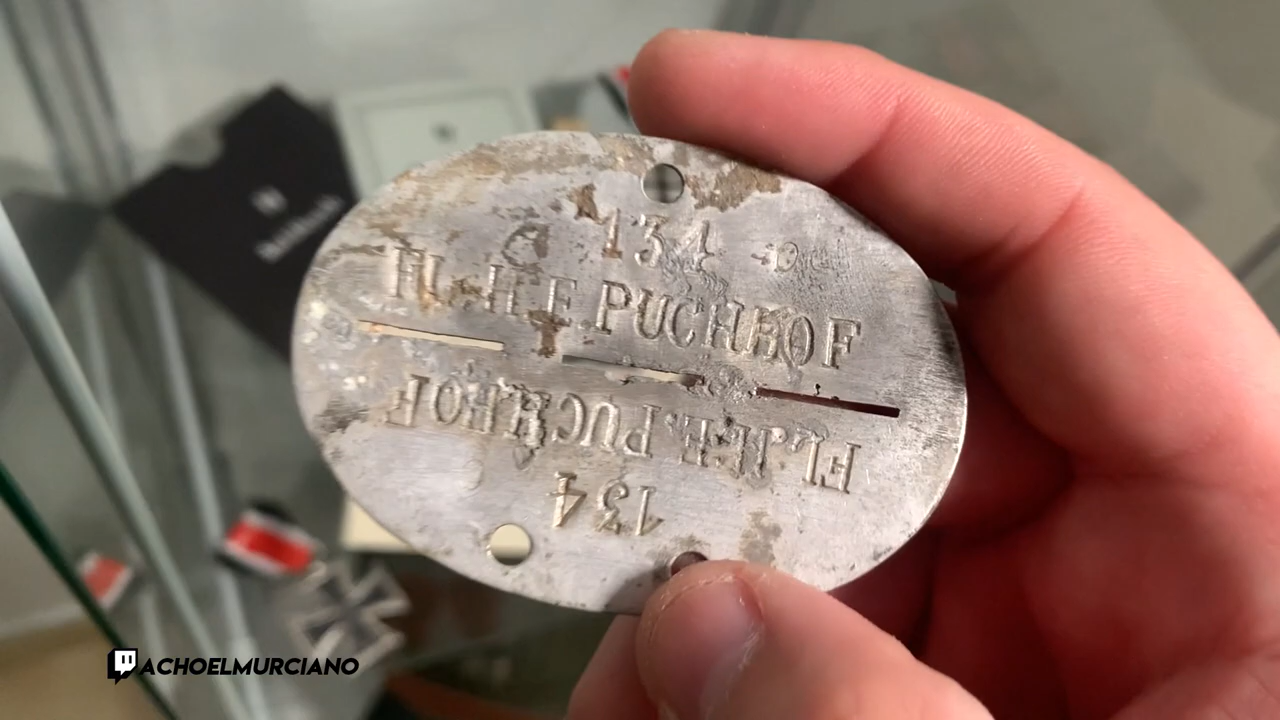 134
FL.H.F PUCHHOF
FL.H.F. PUCHHOF
134
ACHOELMURCIANO